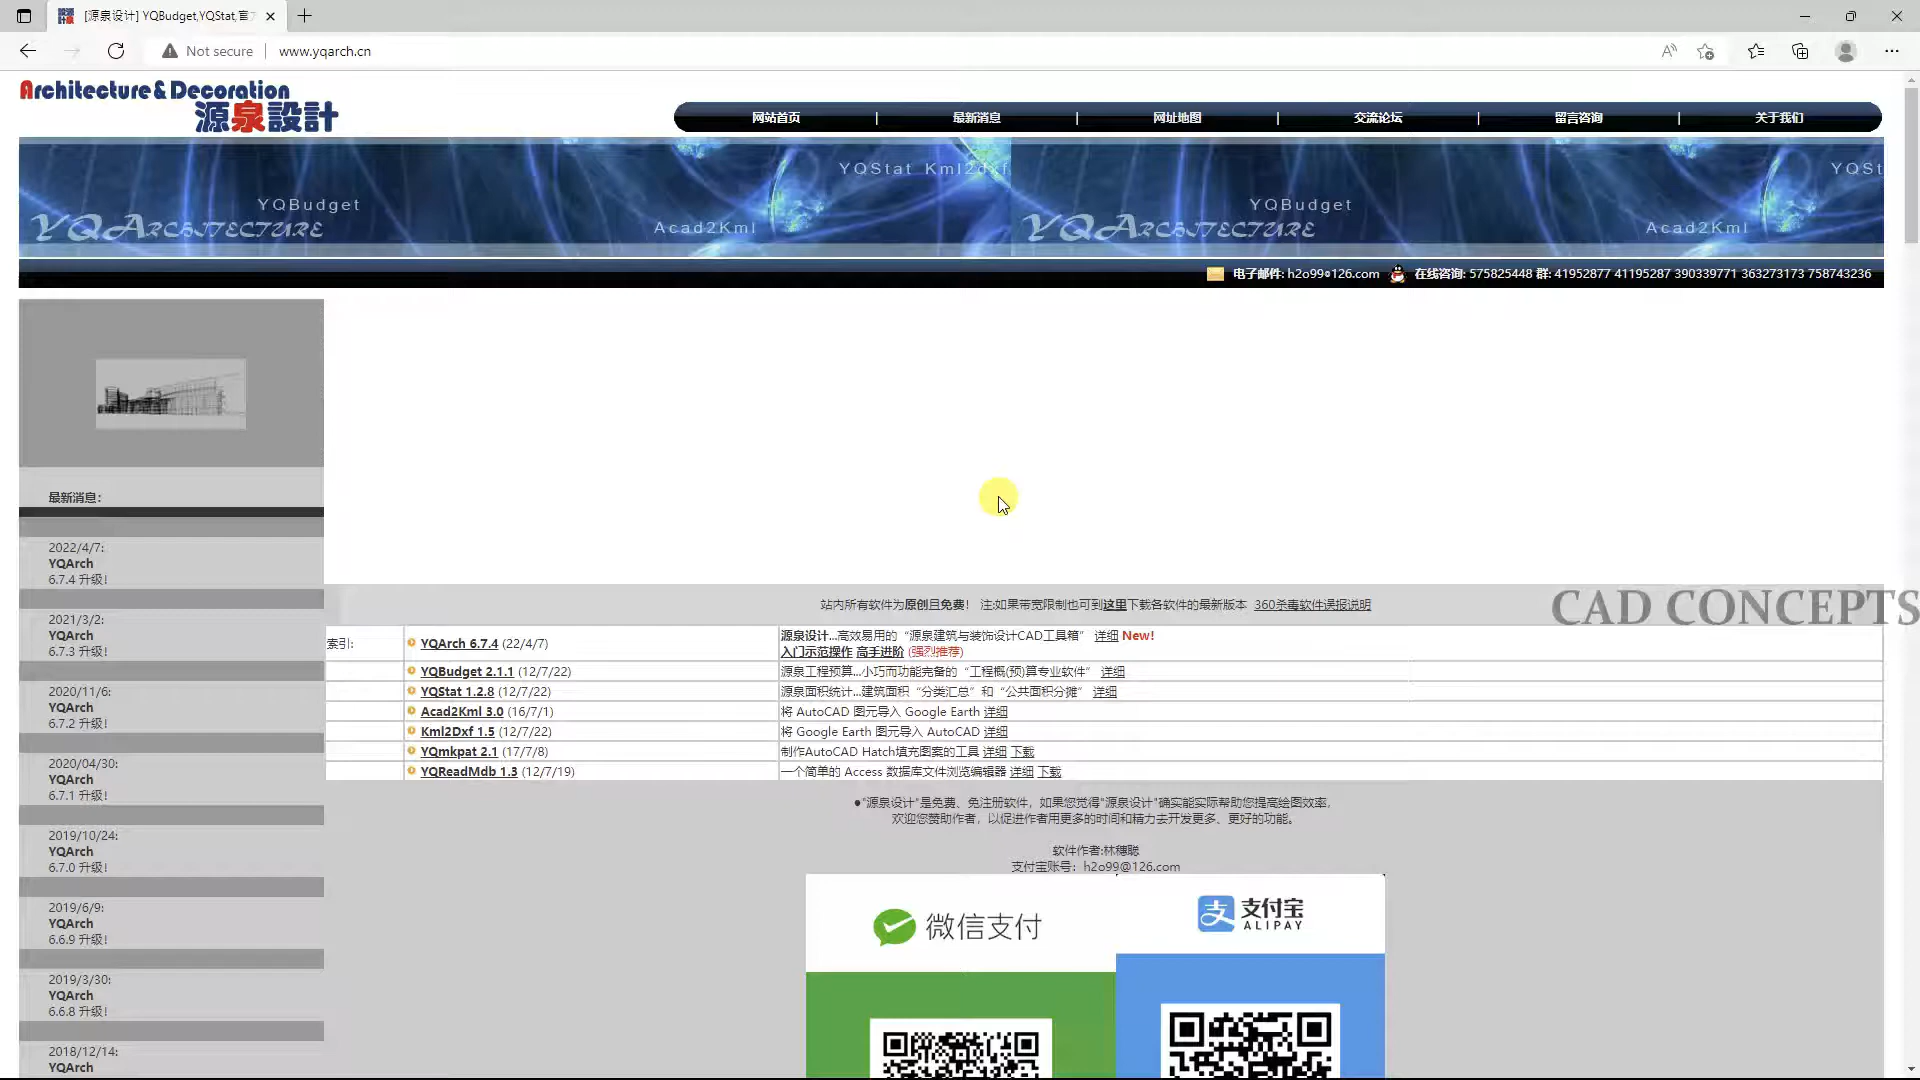 [源泉设计] YQBudget,YQStat,官方
Not secure
www.yqarch.cn
Architecture & Decoration
源泉設計
网站首页 | 最新消息 | 网址地图 | 交流论坛 | 留言咨询 | 关于我们
YQStat Kml2dxf
YQSt
YQBudget
YQBudget
YQArchitecture
Acad2Kml
YQArchitecture
Acad2Kml
电子邮件: h2o99@126.com 在线咨询: 575825448 群: 41952877 41195287 390339771 363273173 758743236
最新消息:
2022/4/7:
YQArch
6.7.4 升级!
2021/3/2:
YQArch
6.7.3 升级!
2020/11/6:
YQArch
6.7.2 升级!
2020/04/30:
YQArch
6.7.1 升级!
2019/10/24:
YQArch
6.7.0 升级!
2019/6/9:
YQArch
6.6.9 升级!
2019/3/30:
YQArch
6.6.8 升级!
2018/12/14:
YQArch
站内所有软件为原创且免费！ 注:如果带宽限制也可到这里下载各软件的最新版本 360杀毒软件误报说明
CAD CONCEPTS
索引:
YQArch 6.7.4 (22/4/7)
源泉设计...高效易用的“源泉建筑与装饰设计CAD工具箱” 详细 New!
入门示范操作 高手进阶 (强烈推荐)
YQBudget 2.1.1 (12/7/22)
源泉工程预算...小巧而功能完备的“工程概(预)算专业软件” 详细
YQStat 1.2.8 (12/7/22)
源泉面积统计...建筑面积“分类汇总”和“公共面积分摊” 详细
Acad2Kml 3.0 (16/7/1)
将 AutoCAD 图元导入 Google Earth 详细
Kml2Dxf 1.5 (12/7/22)
将 Google Earth 图元导入 AutoCAD 详细
YQmkpat 2.1 (17/7/8)
制作AutoCAD Hatch填充图案的工具 详细 下载
YQReadMdb 1.3 (12/7/19)
一个简单的 Access 数据库文件浏览编辑器 详细 下载
●"源泉设计"是免费、免注册软件，如果您觉得"源泉设计"确实能实际帮助您提高绘图效率，
欢迎您赞助作者，以促进作者用更多的时间和精力去开发更多、更好的功能。
软件作者:林穗聪
支付宝账号：h2o99@126.com
微信支付
支付宝
ALIPAY